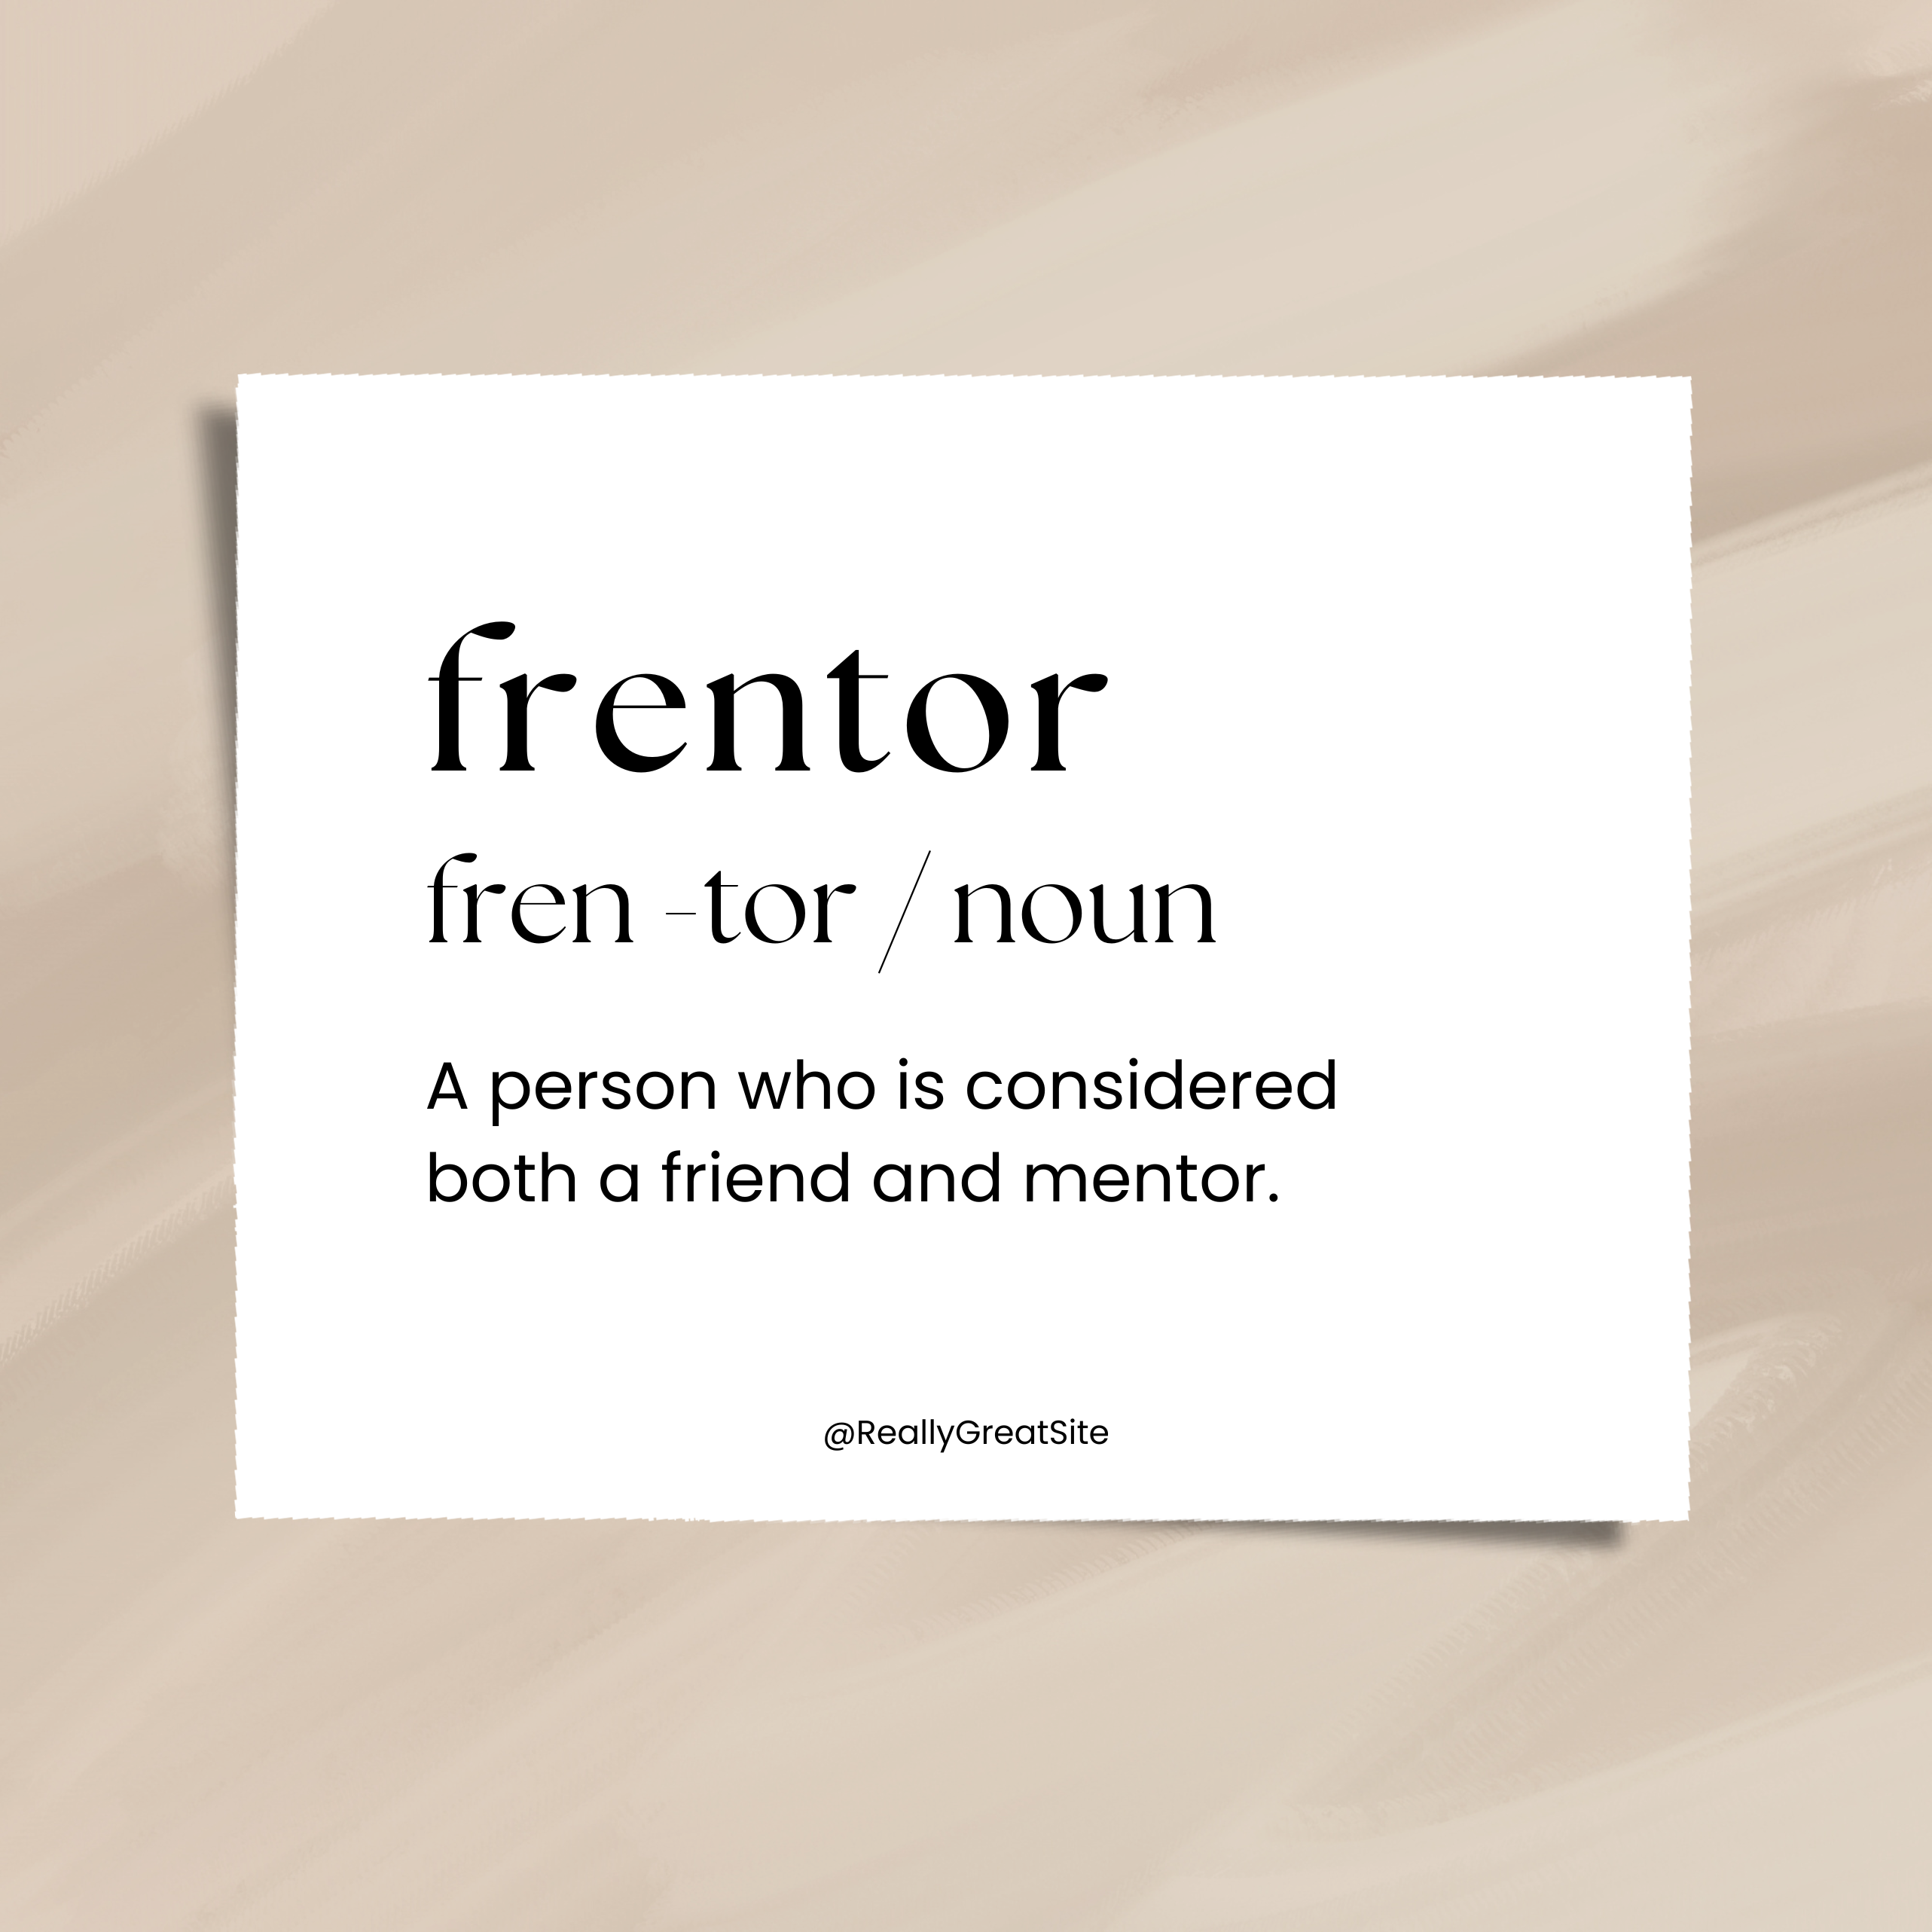 frentor
fren -tor / noun
A person who is considered
both a friend and mentor.
@ReallyGreatSite